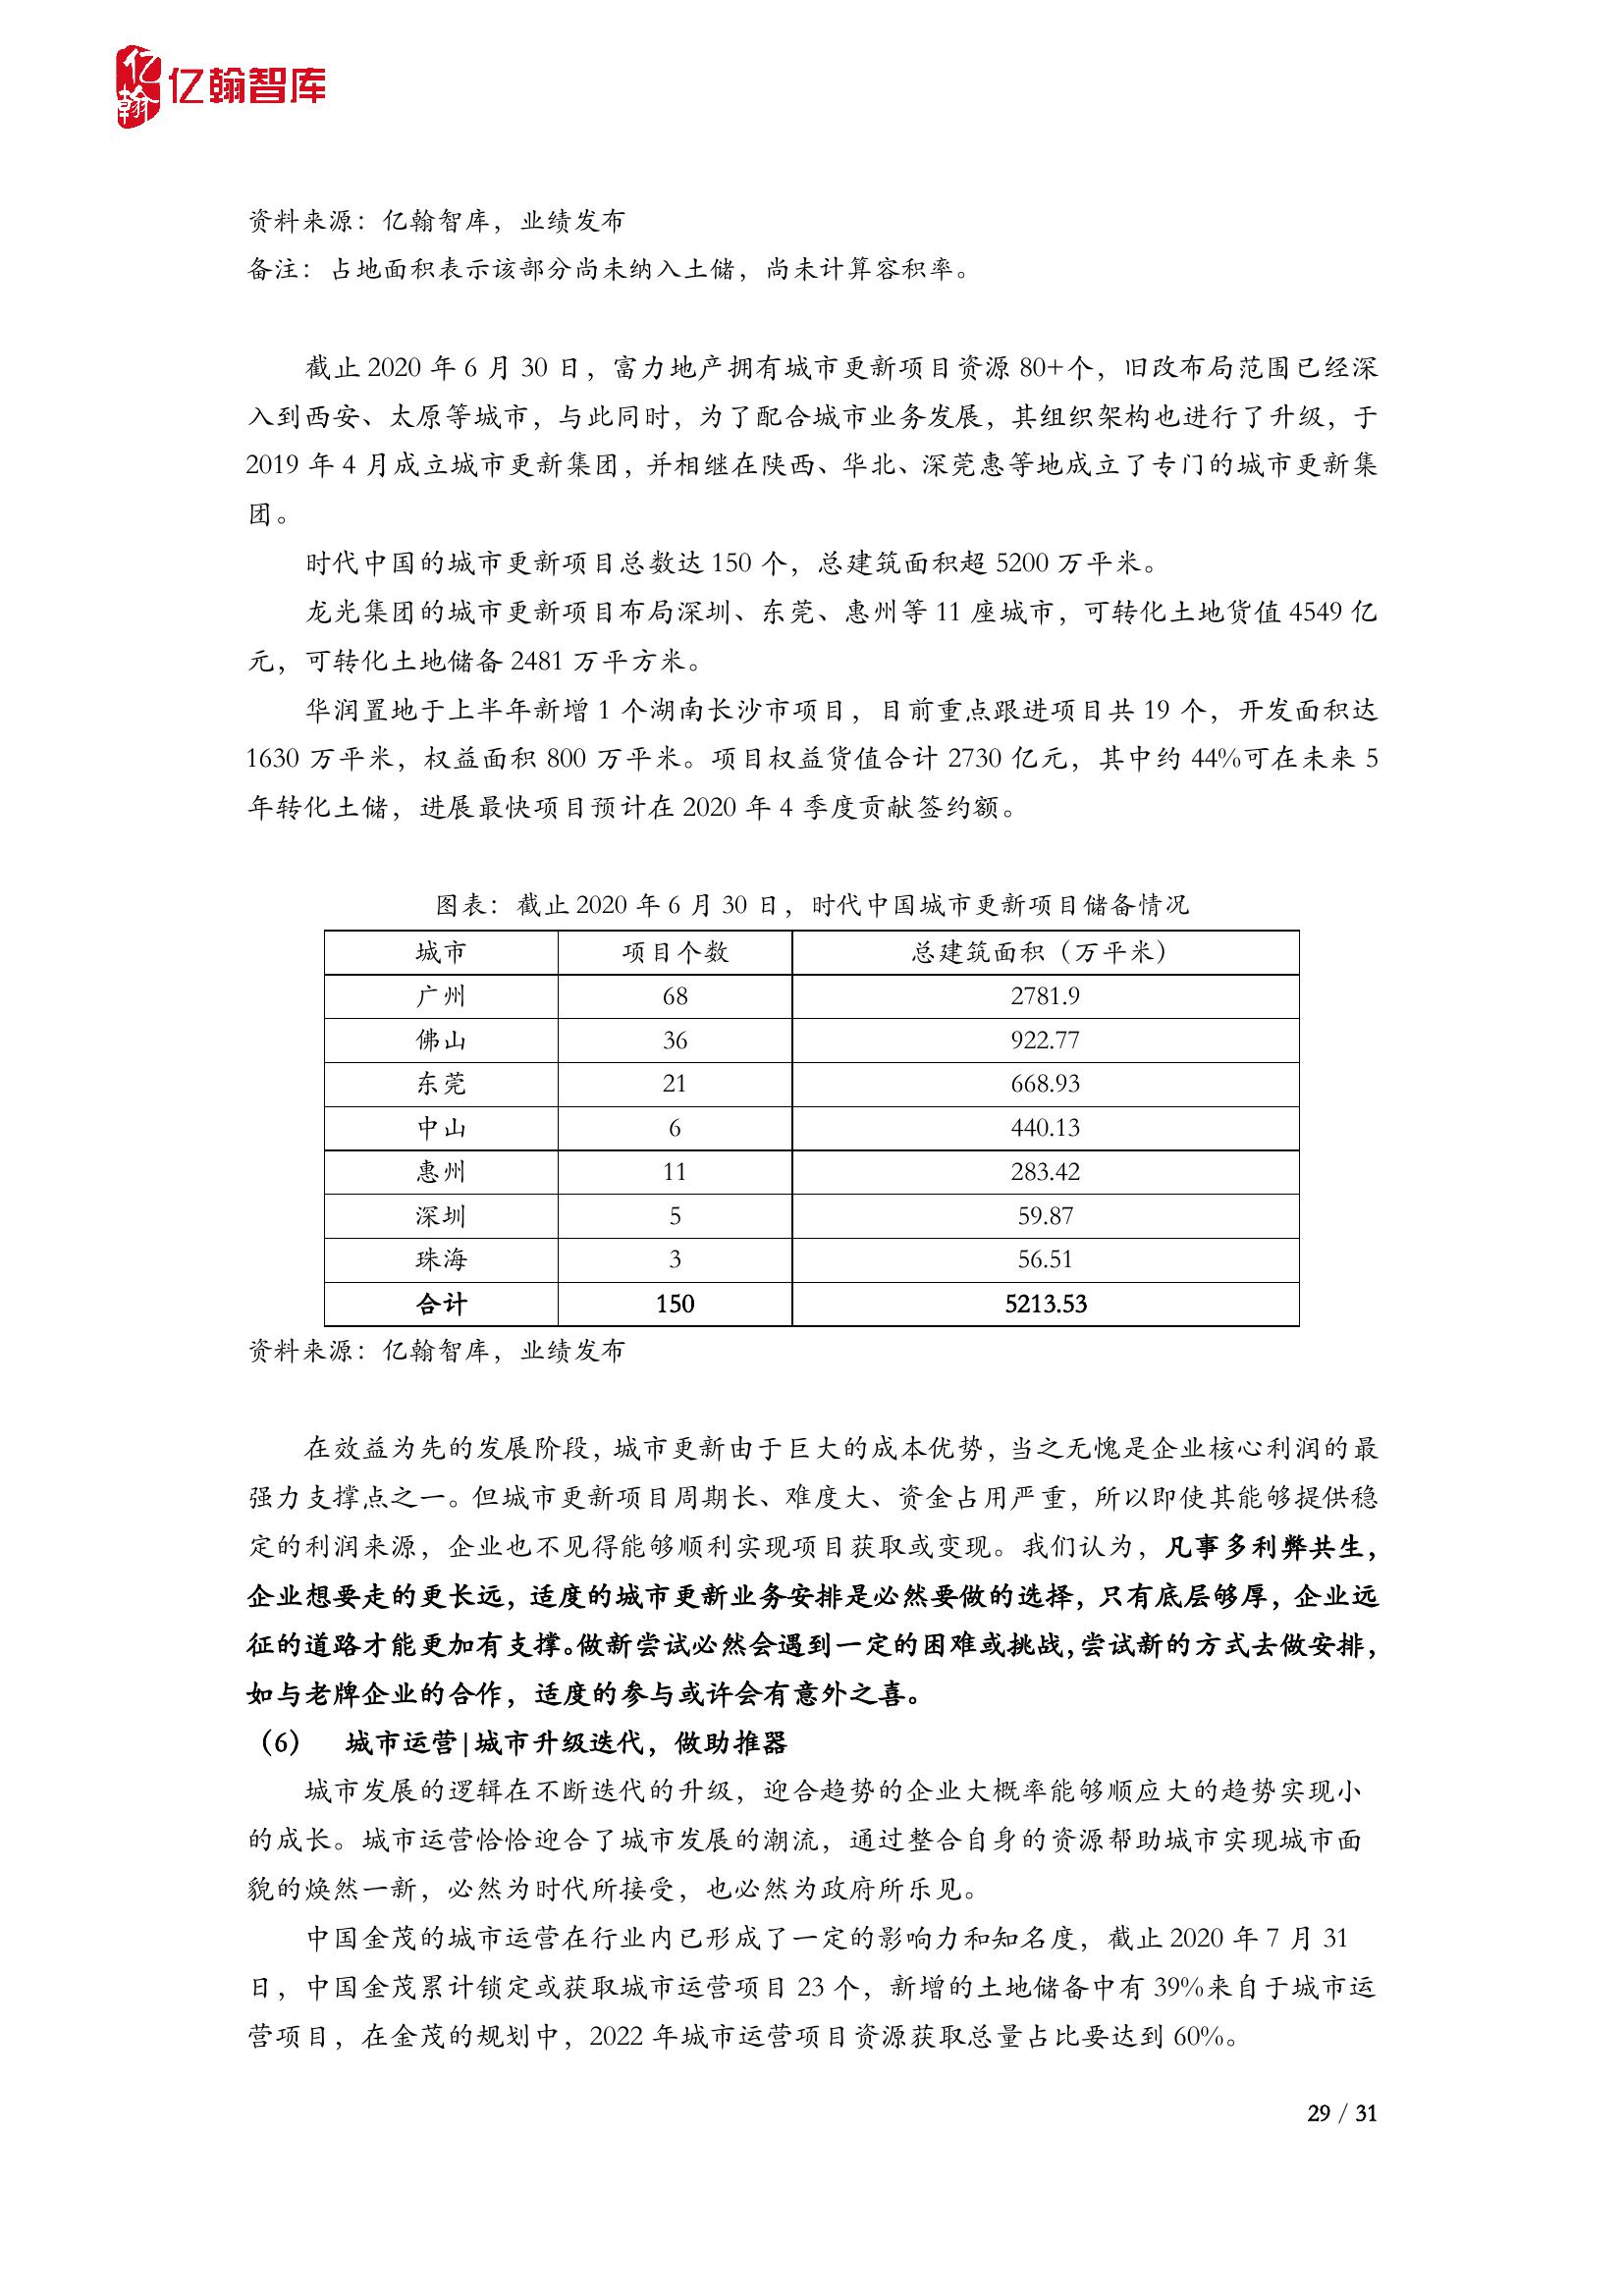 亿翰 亿翰智库
资料来源：亿翰智库，业绩发布
备注：占地面积表示该部分尚未纳入土储，尚未计算容积率。
截止 2020 年 6 月 30 日，富力地产拥有城市更新项目资源 80+个，旧改布局范围已经深
入到西安、太原等城市，与此同时，为了配合城市业务发展，其组织架构也进行了升级，于
2019 年 4 月成立城市更新集团，并相继在陕西、华北、深莞惠等地成立了专门的城市更新集
团。
时代中国的城市更新项目总数达 150 个，总建筑面积超 5200 万平米。
龙光集团的城市更新项目布局深圳、东莞、惠州等 11 座城市，可转化土地货值 4549 亿
元，可转化土地储备 2481 万平方米。
华润置地于上半年新增 1 个湖南长沙市项目，目前重点跟进项目共 19 个，开发面积达
1630 万平米，权益面积 800 万平米。项目权益货值合计 2730 亿元，其中约 44%可在未来 5
年转化土储，进展最快项目预计在 2020 年 4 季度贡献签约额。
图表：截止 2020 年 6 月 30 日，时代中国城市更新项目储备情况
城市 项目个数 总建筑面积（万平米）
广州 68 2781.9
佛山 36 922.77
东莞 21 668.93
中山 6 440.13
惠州 11 283.42
深圳 5 59.87
珠海 3 56.51
合计 150 5213.53
资料来源：亿翰智库，业绩发布
在效益为先的发展阶段，城市更新由于巨大的成本优势，当之无愧是企业核心利润的最
强力支撑点之一。但城市更新项目周期长、难度大、资金占用严重，所以即使其能够提供稳
定的利润来源，企业也不见得能够顺利实现项目获取或变现。我们认为，凡事多利弊共生，
企业想要走的更长远，适度的城市更新业务安排是必然要做的选择，只有底层够厚，企业远
征的道路才能更加有支撑。做新尝试必然会遇到一定的困难或挑战，尝试新的方式去做安排，
如与老牌企业的合作，适度的参与或许会有意外之喜。
（6） 城市运营|城市升级迭代，做助推器
城市发展的逻辑在不断迭代的升级，迎合趋势的企业大概率能够顺应大的趋势实现小
的成长。城市运营恰恰迎合了城市发展的潮流，通过整合自身的资源帮助城市实现城市面
貌的焕然一新，必然为时代所接受，也必然为政府所乐见。
中国金茂的城市运营在行业内已形成了一定的影响力和知名度，截止 2020 年 7 月 31
日，中国金茂累计锁定或获取城市运营项目 23 个，新增的土地储备中有 39%来自于城市运
营项目，在金茂的规划中，2022 年城市运营项目资源获取总量占比要达到 60%。
29 / 31